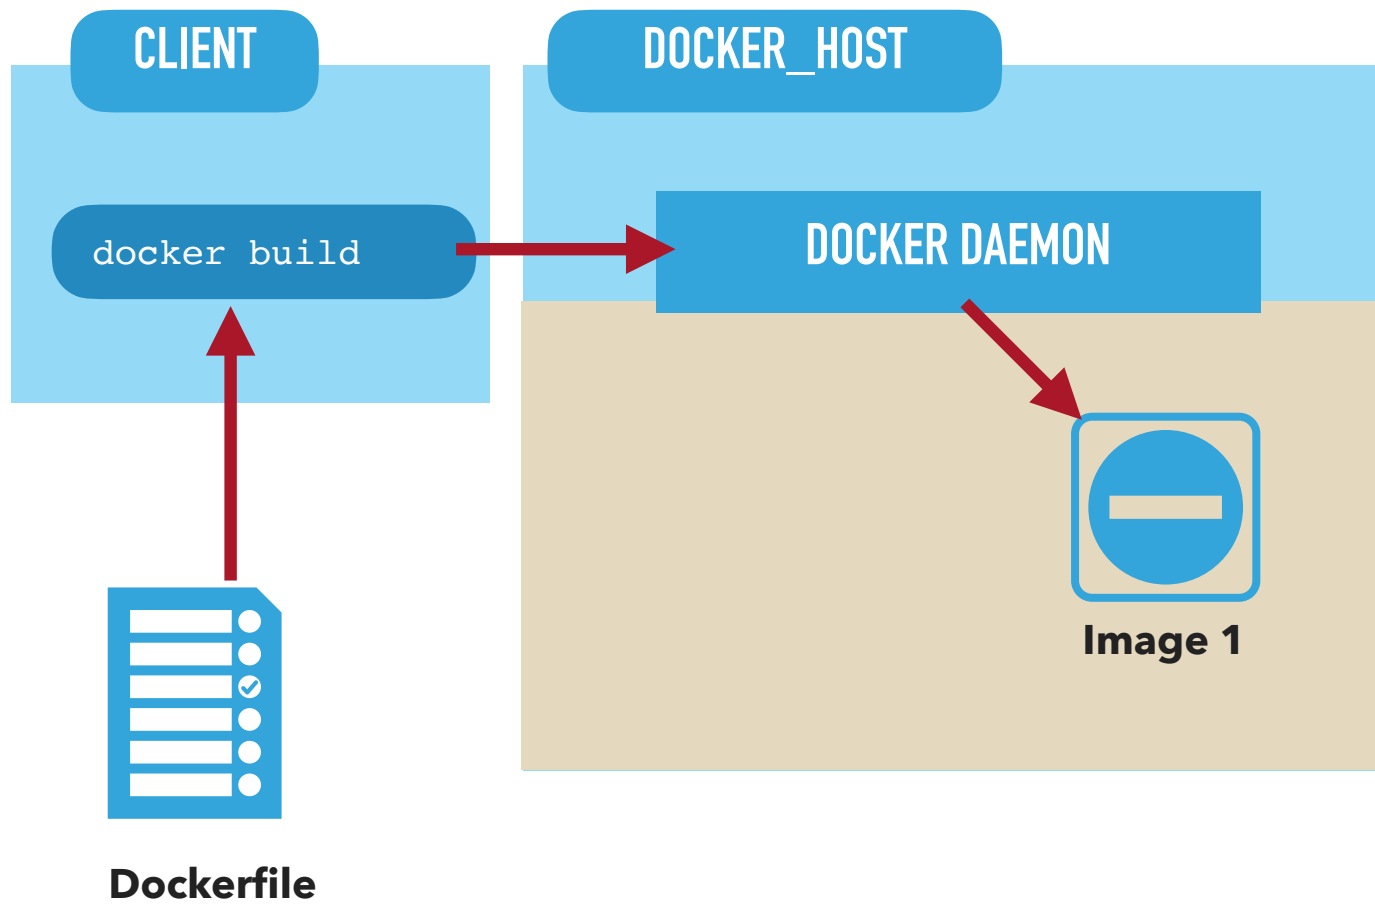 CLIENT
DOCKER_HOST
docker build
DOCKER DAEMON
Image 1
Dockerfile